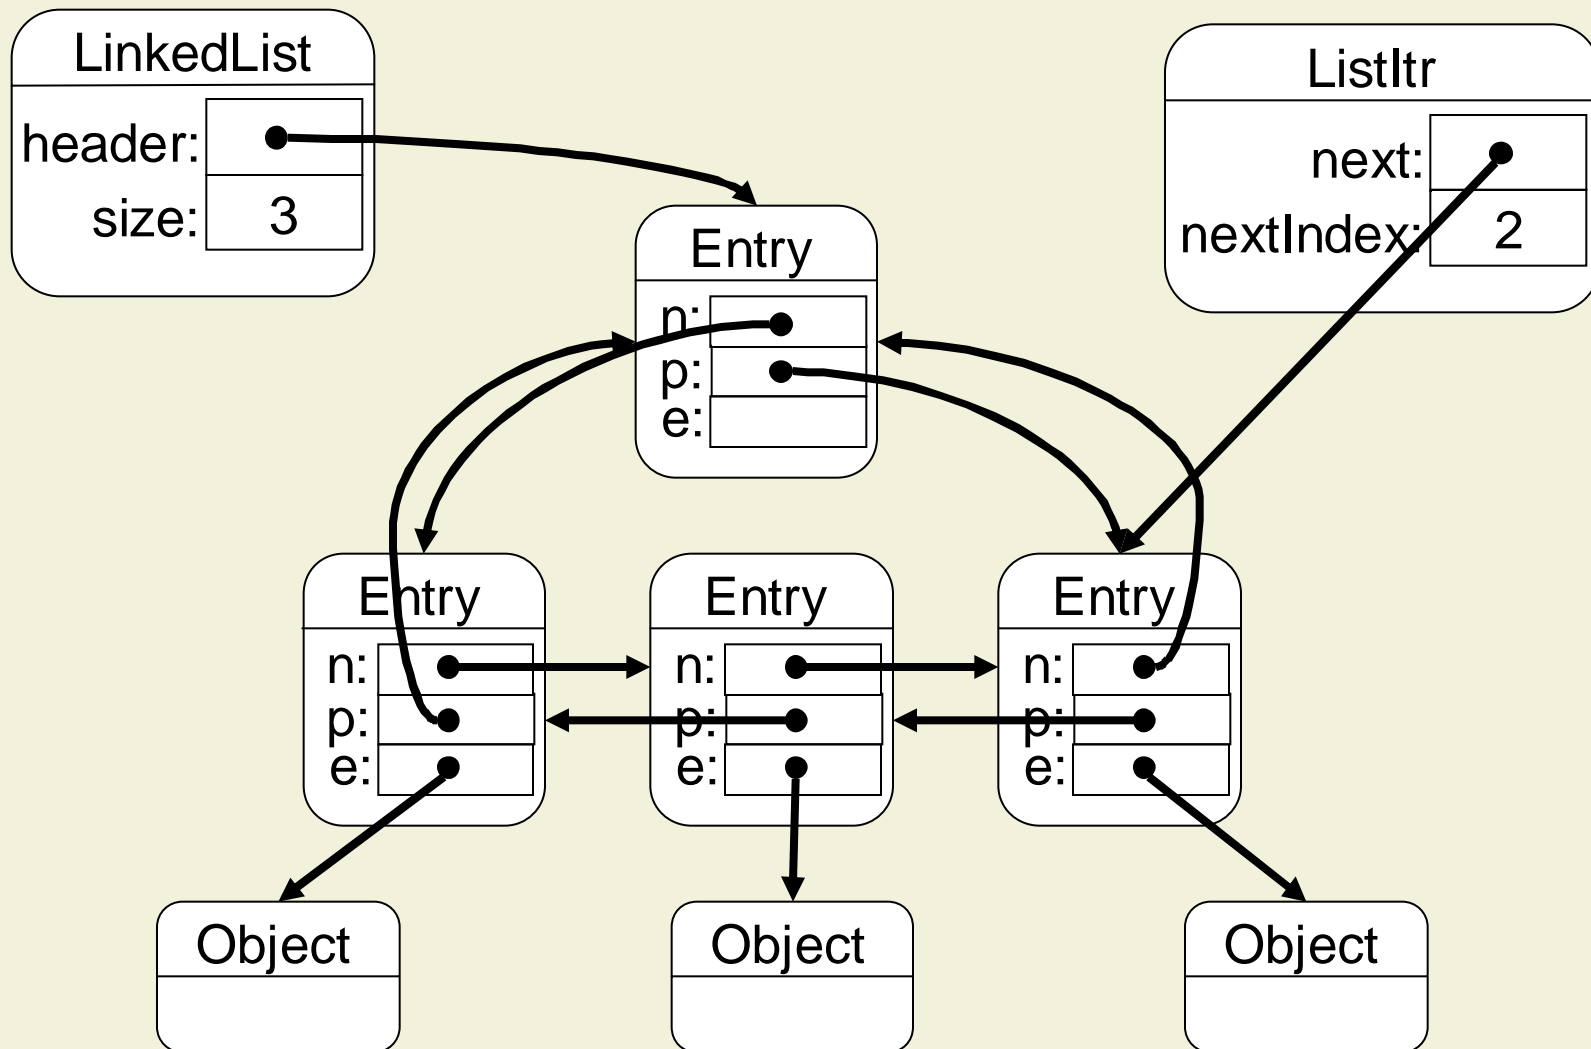 LinkedList
header:
size: 3
ListItr
next:
nextIndex: 2
Entry
n:
p:
e:
Entry
n:
p:
e:
Entry
n:
p:
e:
Entry
n:
p:
e:
Object
Object
Object